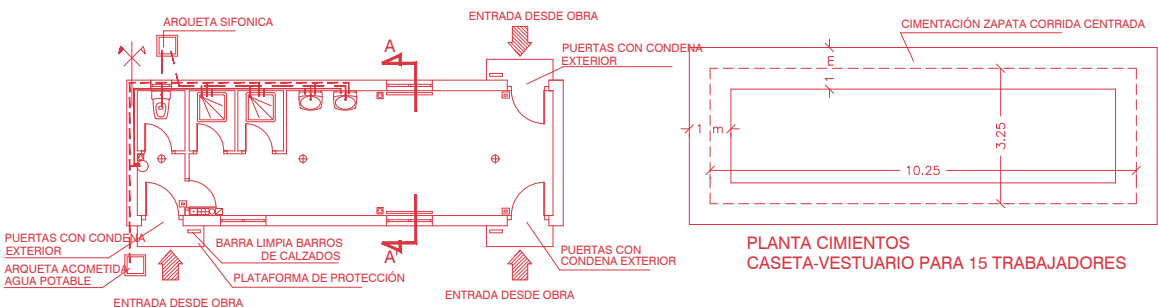 ARQUETA SIFONICA
ENTRADA DESDE OBRA
PUERTAS CON CONDENA
EXTERIOR
A
A'
PUERTAS CON CONDENA
EXTERIOR
ARQUETA ACOMETIDA
AGUA POTABLE
BARRA LIMPIA BARROS
DE CALZADOS
PLATAFORMA DE PROTECCIÓN
ENTRADA DESDE OBRA
PUERTAS CON
CONDENA EXTERIOR
ENTRADA DESDE OBRA
CIMENTACIÓN ZAPATA CORRIDA CENTRADA
1 m
1 m
3.25
10.25
PLANTA CIMIENTOS
CASETA-VESTUARIO PARA 15 TRABAJADORES